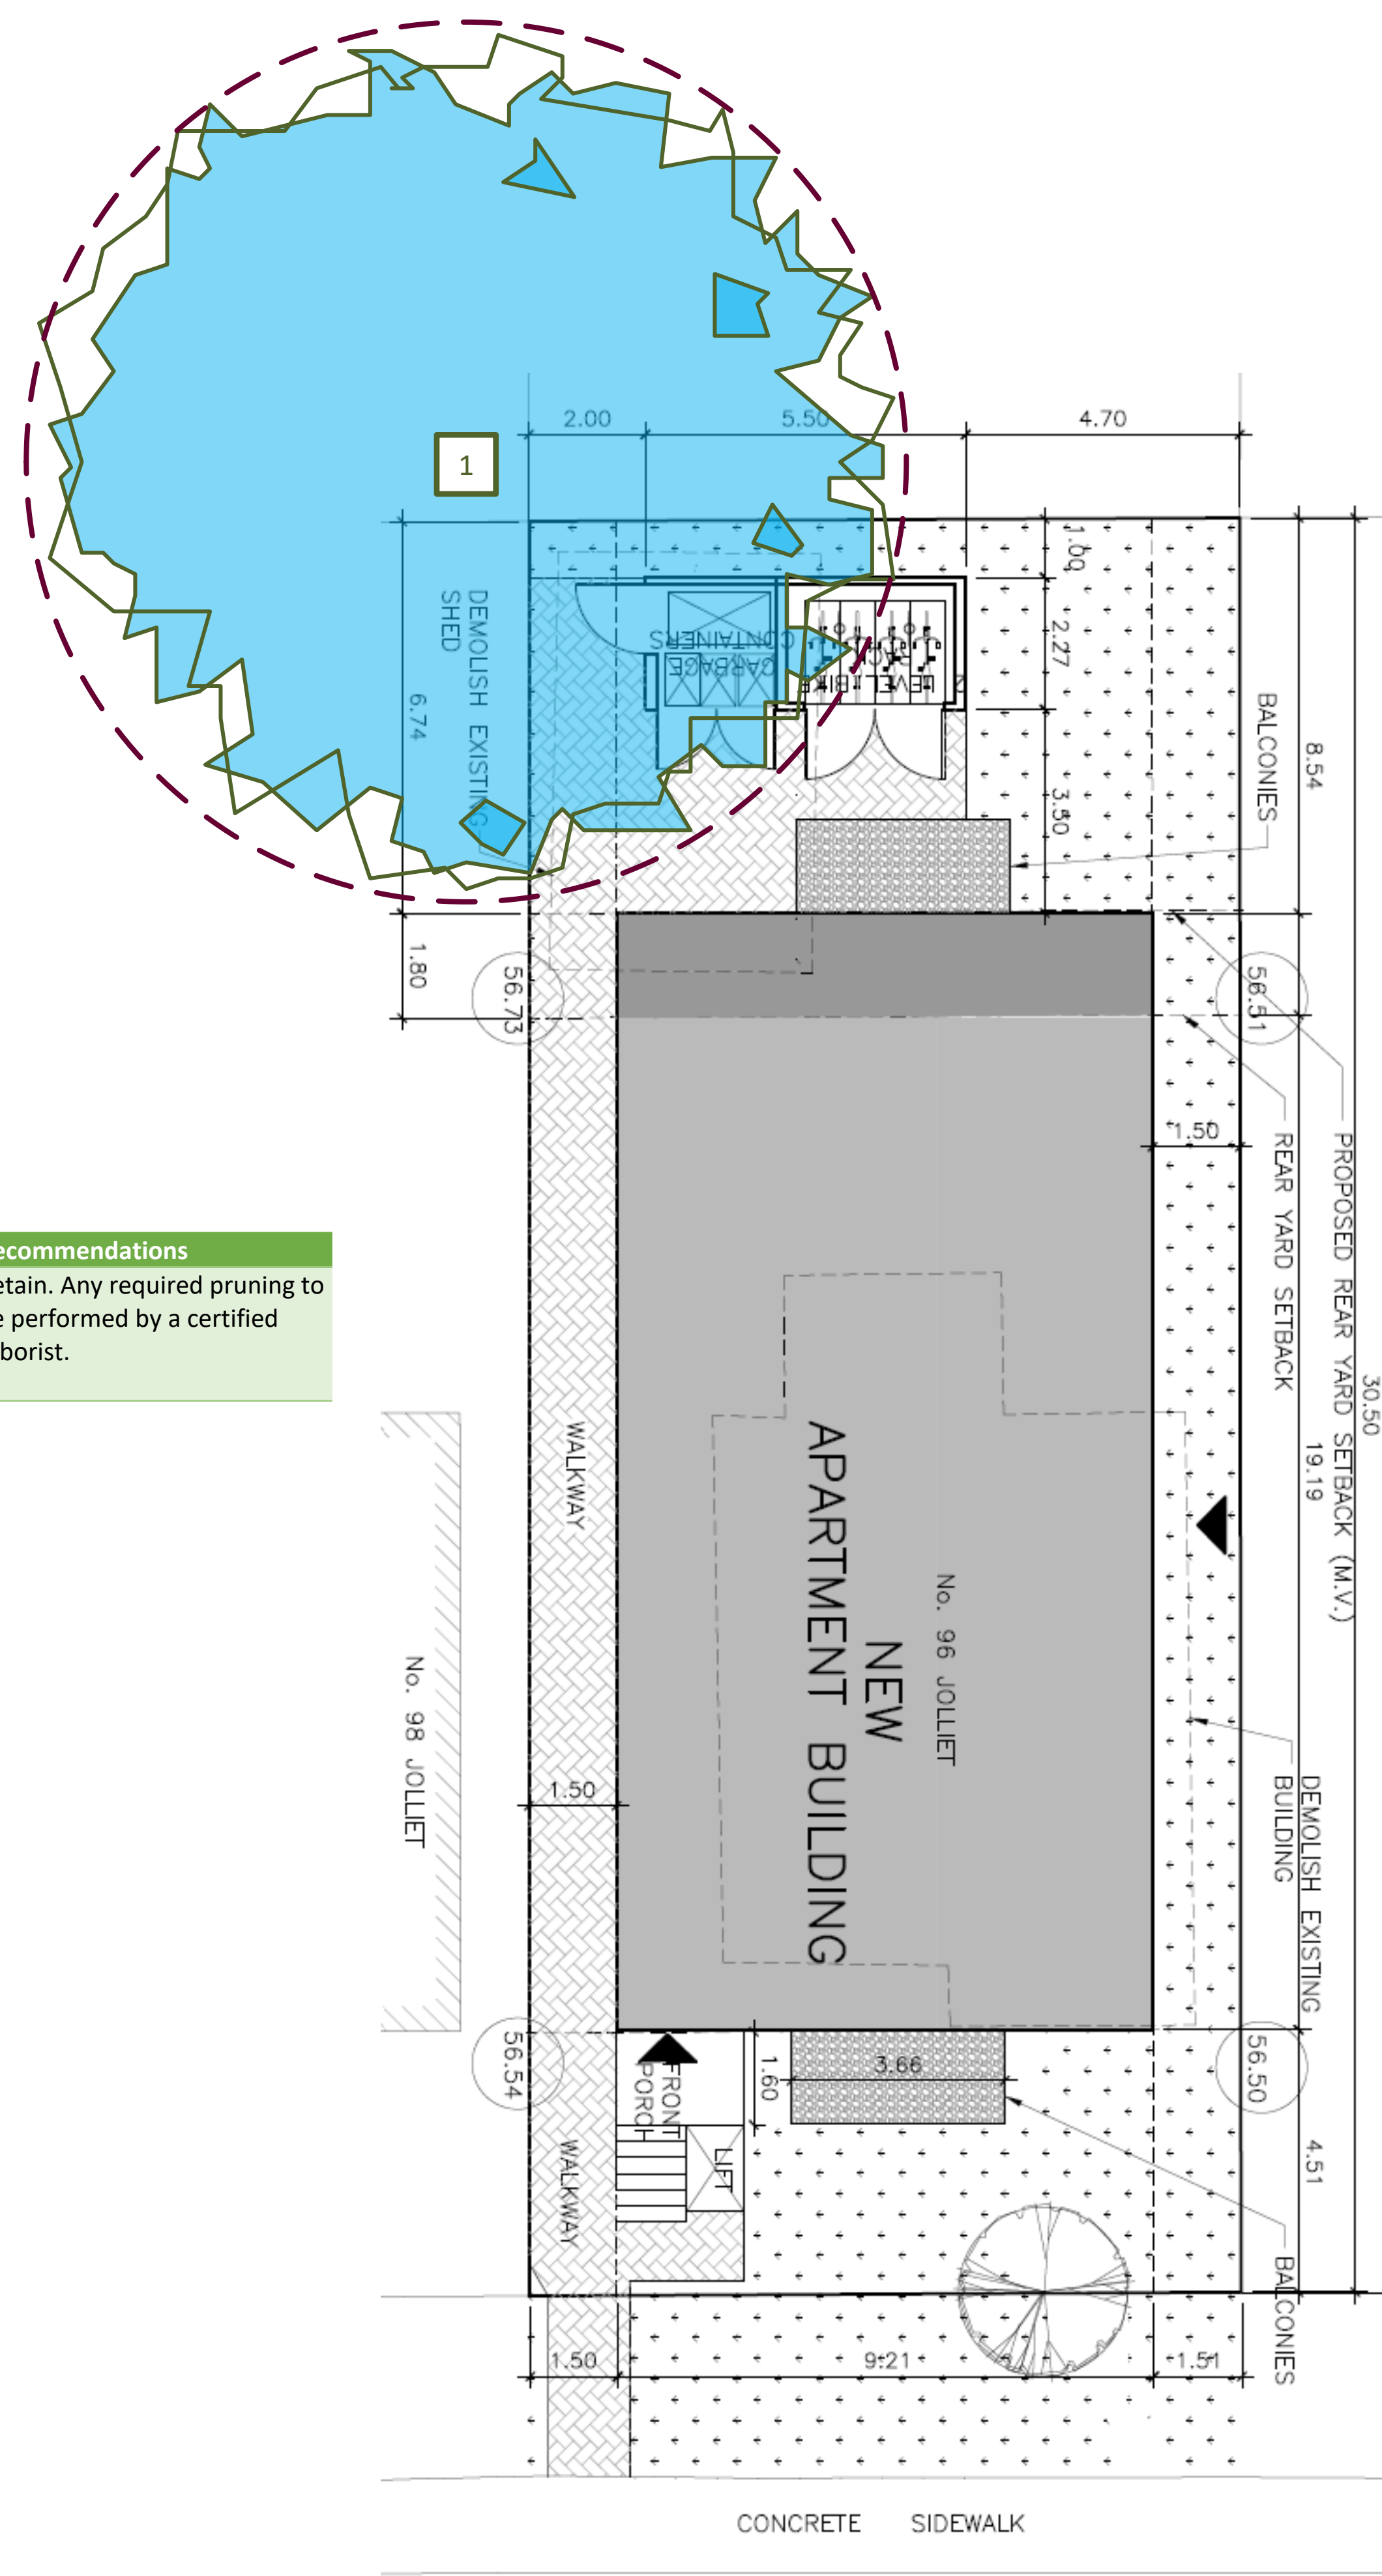 1
2.00
5.50
4.70
1.00
DEMOLISH EXISTING
SHED
6.74
GARBAGE
CONTAINERS
2.27
2 LEVEL BIKE
RACK
BALCONIES
8.54
3.50
1.80
56.73
56.51
1.50
REAR YARD SETBACK
PROPOSED REAR YARD SETBACK (M.V.)
30.50
19.19
ecommendations
etain. Any required pruning to
e performed by a certified
borist.
WALKWAY
No. 96 JOLLIET
NEW
APARTMENT BUILDING
No. 98 JOLLIET
1.50
DEMOLISH EXISTING
BUILDING
56.54
FRONT
PORCH
1.60
3.66
56.50
LIFT
WALKWAY
4.51
BALCONIES
1.50
9.21
1.51
CONCRETE SIDEWALK